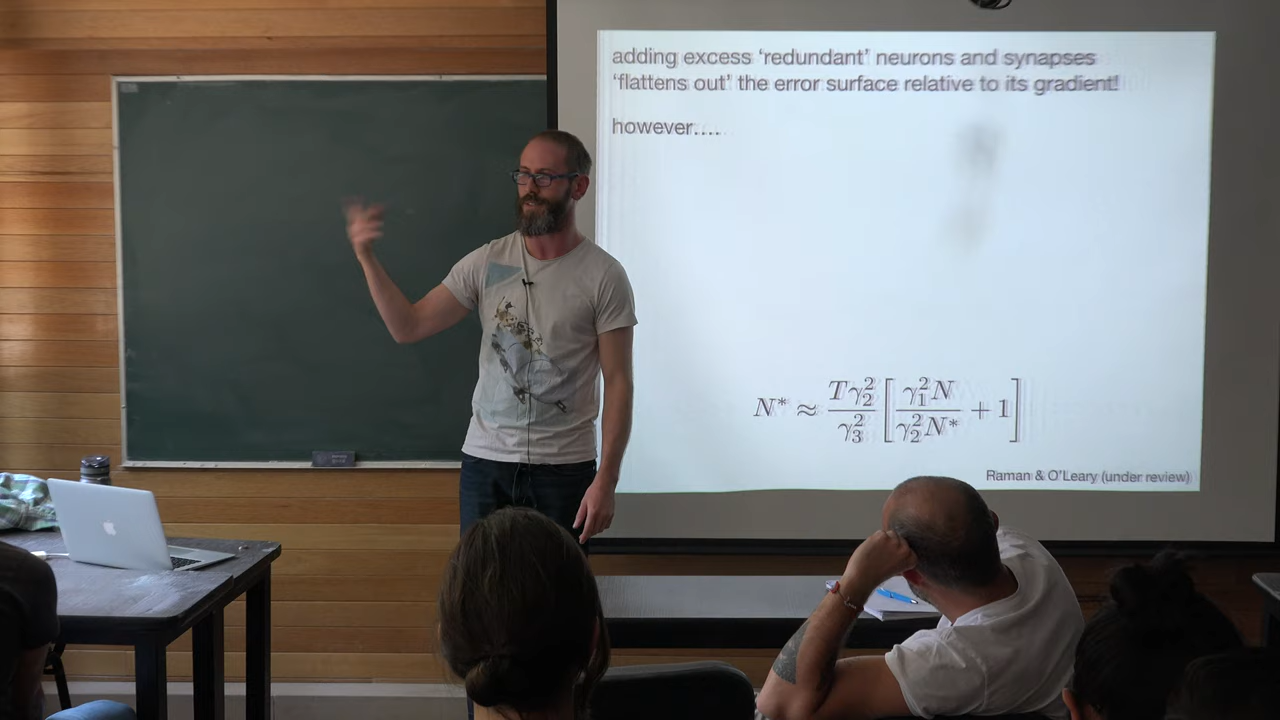 adding excess ‘redundant’ neurons and synapses
‘flattens out’ the error surface relative to its gradient!
however....
N* ≈ Tγ₂²/γ₃² [γ₁²N/γ₂²N* + 1]
Raman & O'Leary (under review)